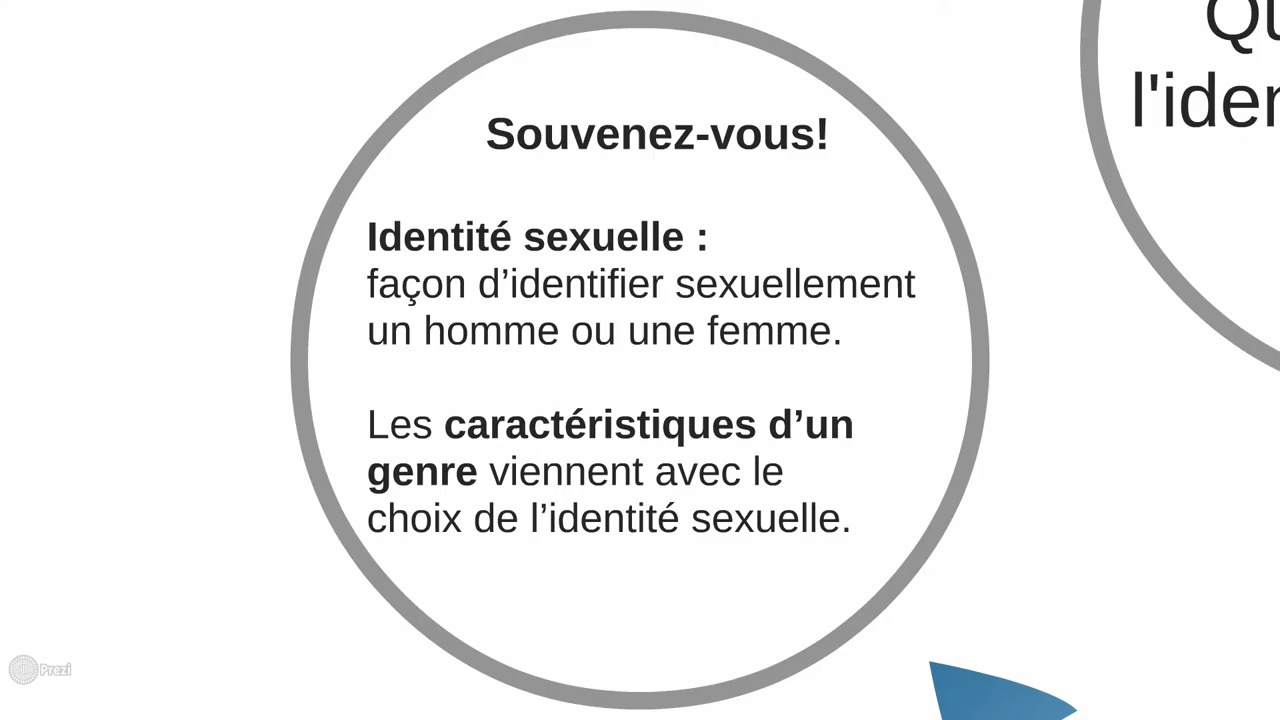 Souvenez-vous!
Identité sexuelle :
façon d’identifier sexuellement
un homme ou une femme.
Les caractéristiques d’un
genre viennent avec le
choix de l’identité sexuelle.
Prezi